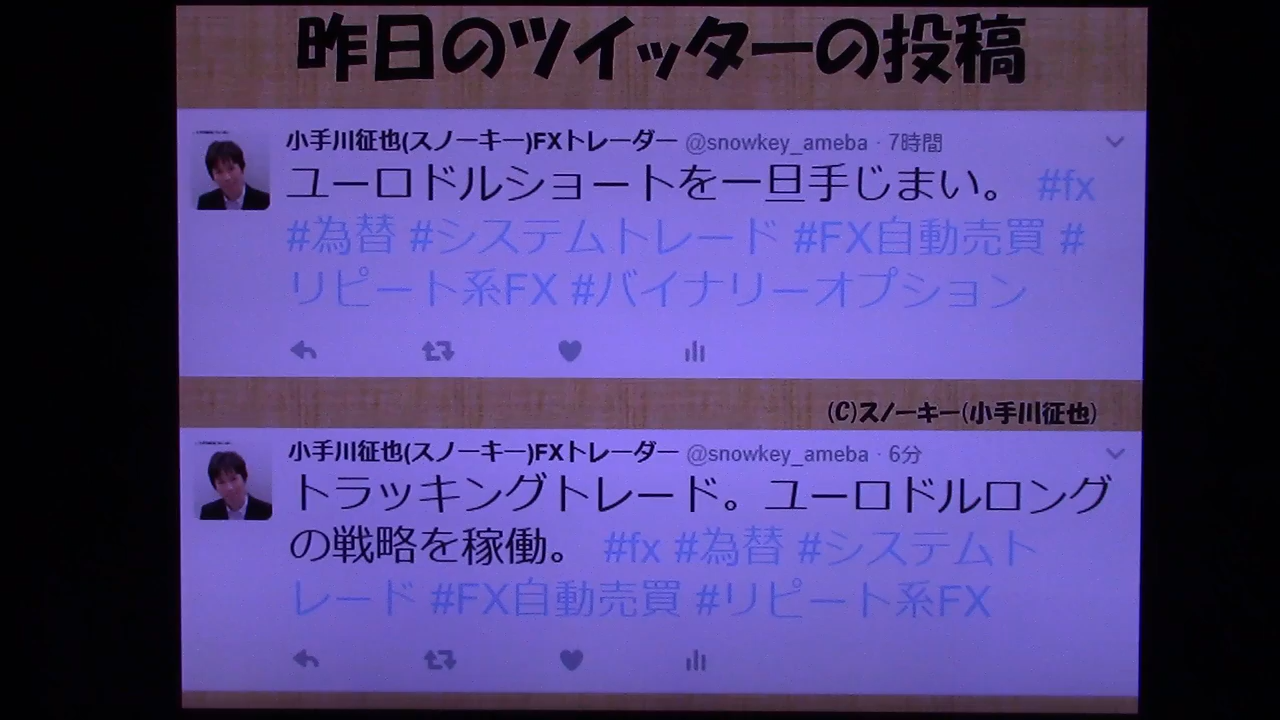 昨日のツイッターの投稿
小手川征也(スノーキー)FXトレーダー @snowkey_ameba · 7時間
ユーロドルショートを一旦手じまい。 #fx
#為替 #システムトレード #FX自動売買 #
リピート系FX #バイナリーオプション
(C)スノーキー(小手川征也)
小手川征也(スノーキー)FXトレーダー @snowkey_ameba · 6分
トラッキングトレード。ユーロドルロング
の戦略を稼働。 #fx #為替 #システムト
レード #FX自動売買 #リピート系FX